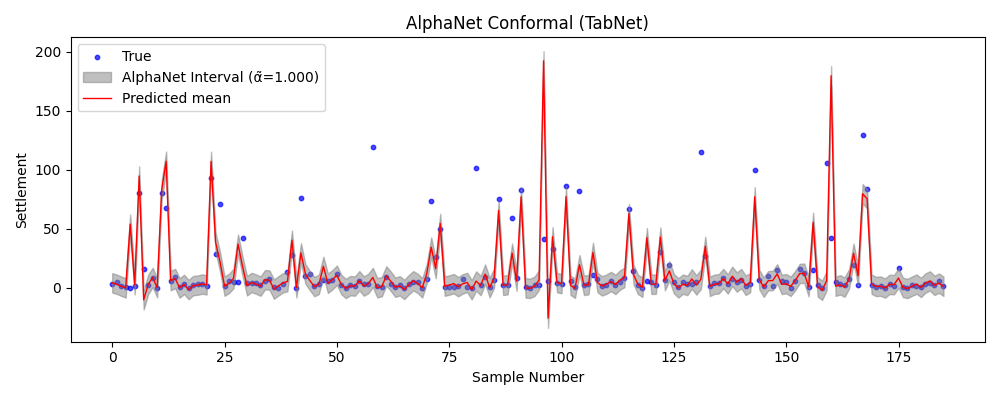 AlphaNet Conformal (TabNet)
True
AlphaNet Interval (α̃=1.000)
Predicted mean
Settlement
200
150
100
50
0
0 25 50 75 100 125 150 175
Sample Number